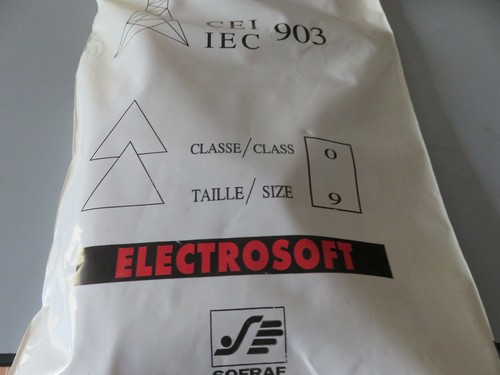 CEI
IEC 903
CLASSE/CLASS 0
TAILLE/SIZE 9
ELECTROSOFT
SOFRAF